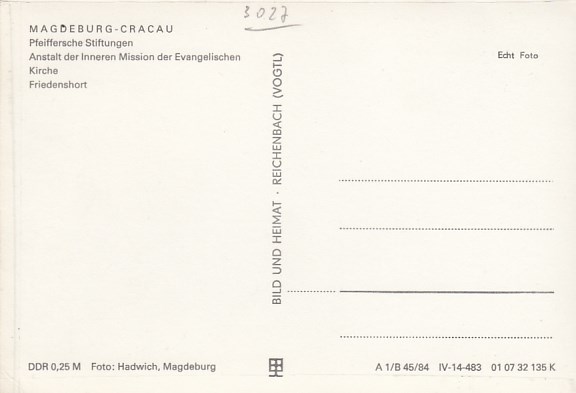 3027
MAGDEBURG-CRACAU
Pfeiffersche Stiftungen
Anstalt der Inneren Mission der Evangelischen
Kirche
Friedenshort
Echt Foto
BILD UND HEIMAT · REICHENBACH (VOGTL)
DDR 0,25 M Foto: Hadwich, Magdeburg
A 1/B 45/84 IV-14-483 01 07 32 135 K